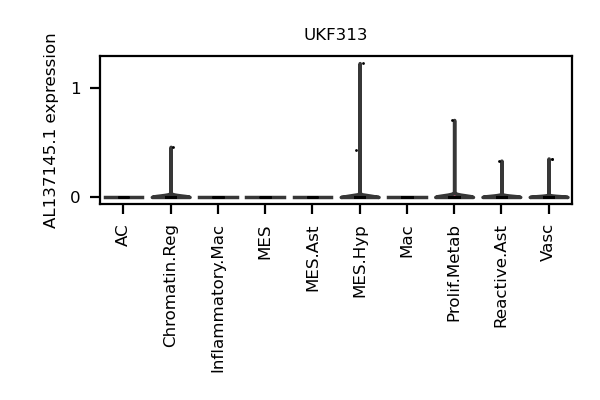 UKF313
AL137145.1 expression
1
0
AC
Chromatin.Reg
Inflammatory.Mac
MES
MES.Ast
MES.Hyp
Mac
Prolif.Metab
Reactive.Ast
Vasc